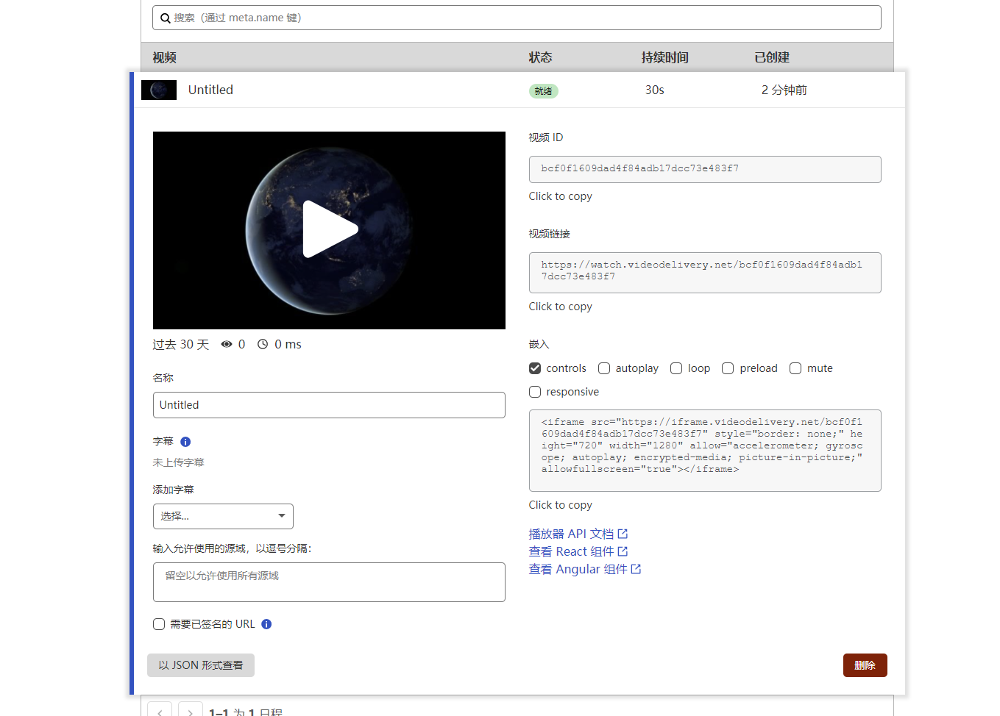 搜索（通过 meta.name 键）
视频 状态 持续时间 已创建
Untitled 就绪 30s 2 分钟前
视频 ID
bcf0f1609dad4f84adb17dcc73e483f7
Click to copy
视频链接
https://watch.videodelivery.net/bcf0f1609dad4f84adb1
7dcc73e483f7
Click to copy
过去 30 天 0 0 ms
嵌入
controls autoplay loop preload mute
responsive
<iframe src="https://iframe.videodelivery.net/bcf0f1
609dad4f84adb17dcc73e483f7" style="border: none;" he
ight="720" width="1280" allow="accelerometer; gyrosc
ope; autoplay; encrypted-media; picture-in-picture;"
allowfullscreen="true"></iframe>
Click to copy
播放器 API 文档
查看 React 组件
查看 Angular 组件
名称
Untitled
字幕
未上传字幕
添加字幕
选择...
输入允许使用的源域，以逗号分隔：
留空以允许使用所有源域
需要已签名的 URL
以 JSON 形式查看 删除
1–1 为 1 日程